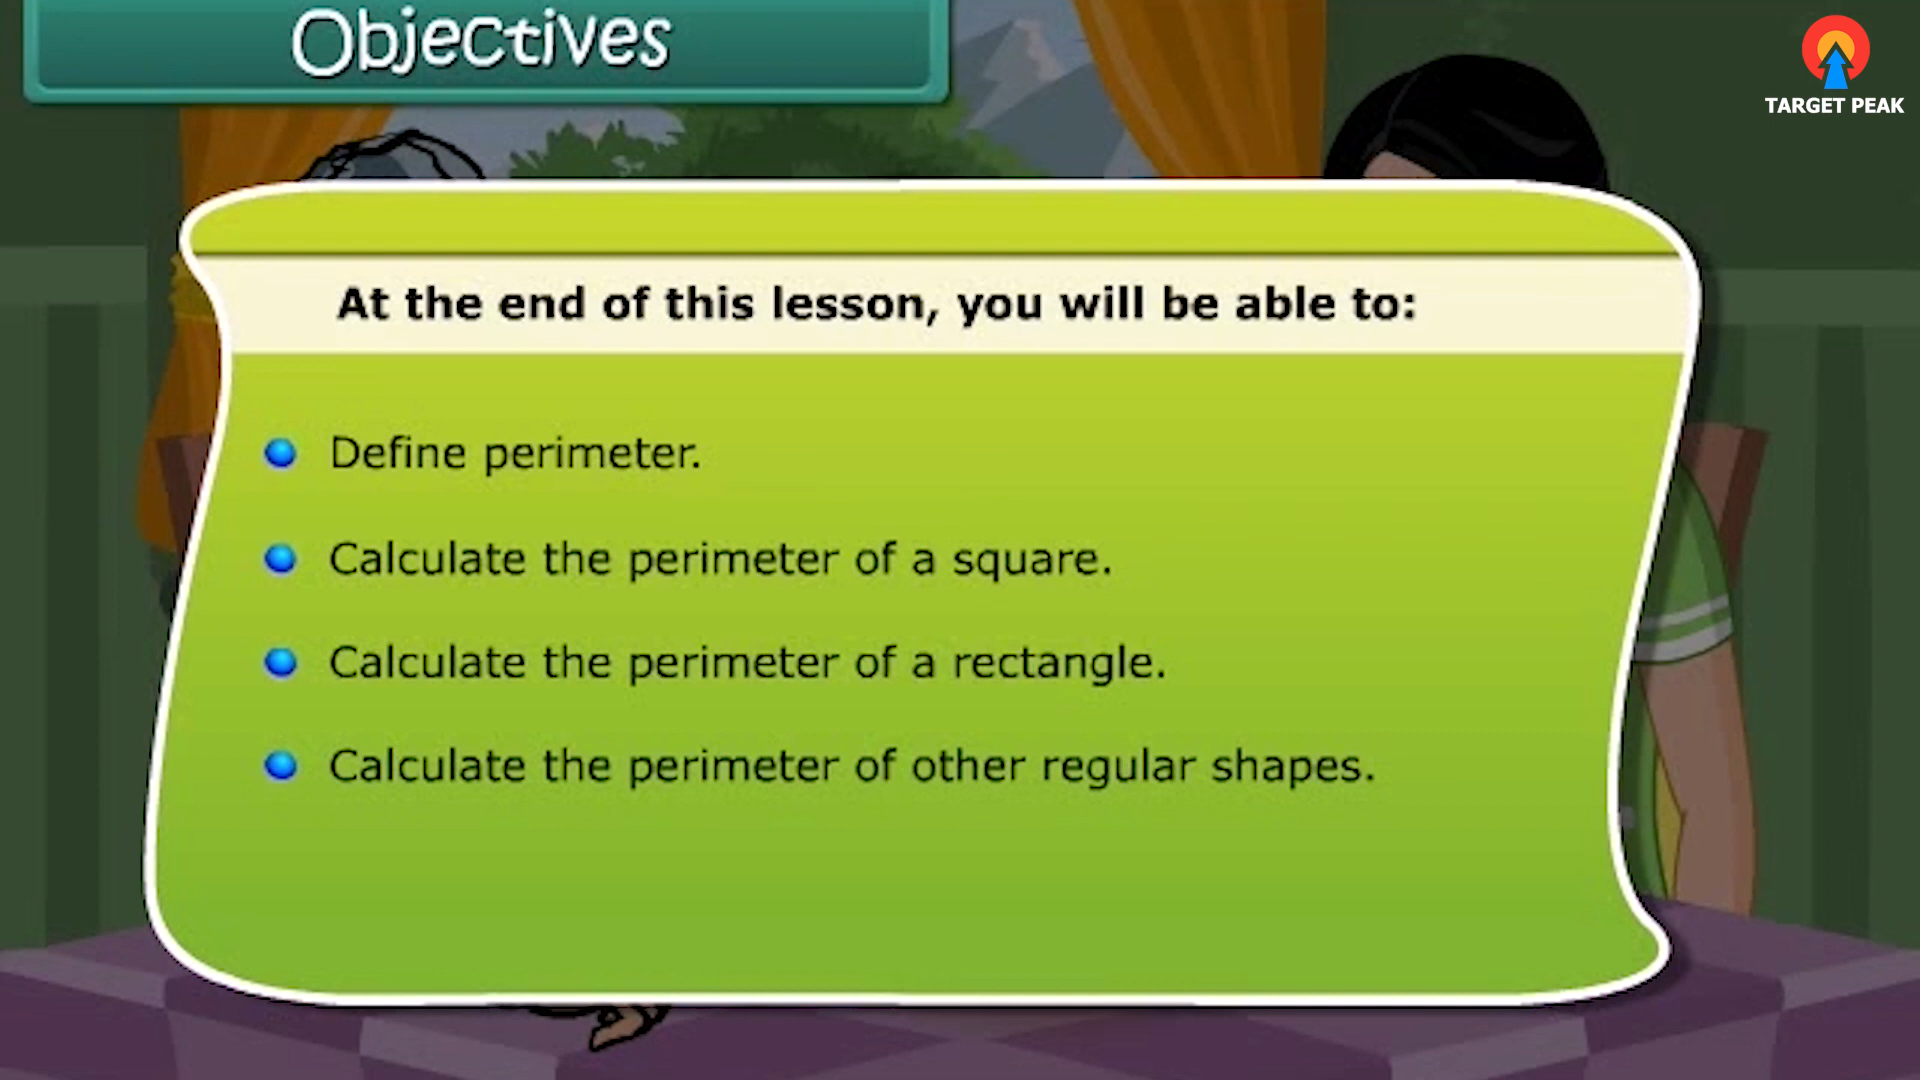 Objectives
TARGET PEAK
At the end of this lesson, you will be able to:
Define perimeter.
Calculate the perimeter of a square.
Calculate the perimeter of a rectangle.
Calculate the perimeter of other regular shapes.